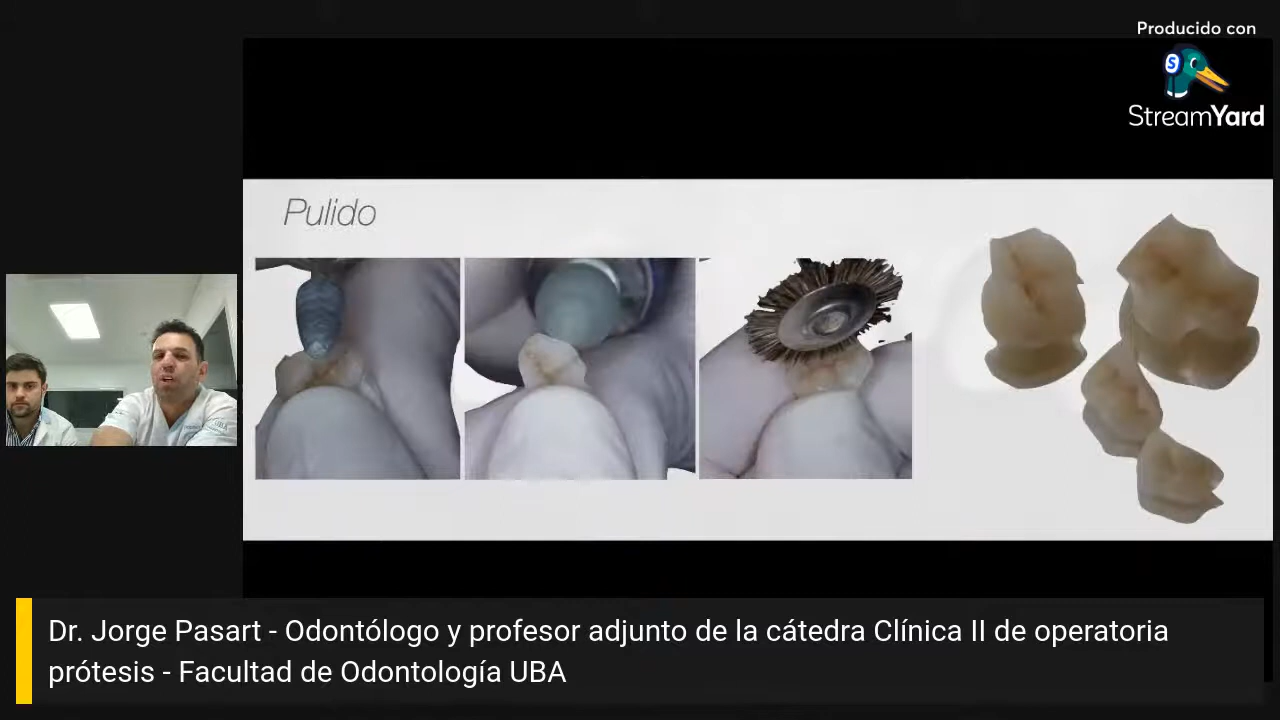 Producido con
S
StreamYard
Pulido
Dr. Jorge Pasart - Odontólogo y profesor adjunto de la cátedra Clínica II de operatoria
prótesis - Facultad de Odontología UBA